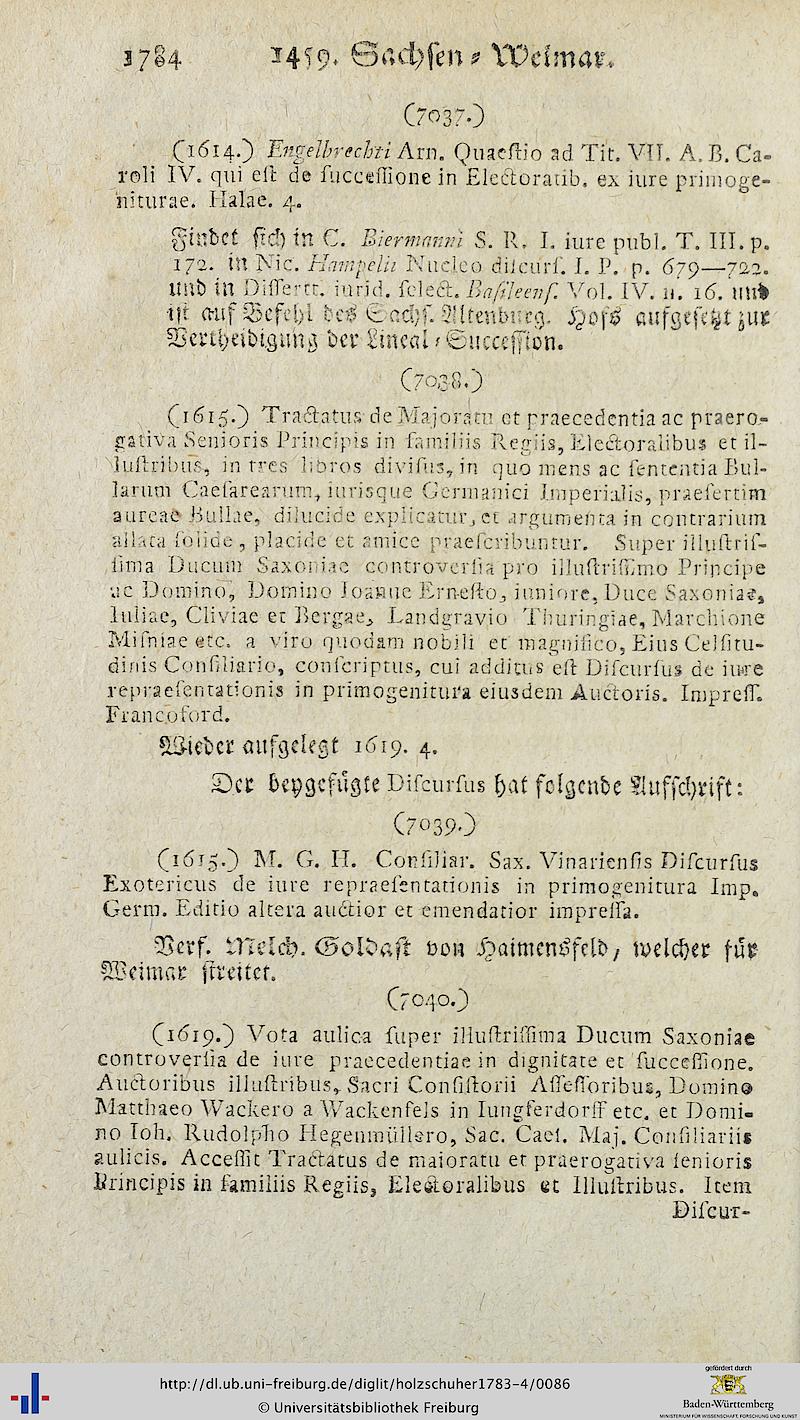 1784 1459. Sachsen-Weimar.
(7037.)
(1614.) Engelbrechti Arn. Quaeſtio ad Tit. VII. A. B. Ca-
roli IV. qui eſt de ſucceſſione in Electoratib. ex iure primoge-
niturae. Halae. 4.
Findet ſich in C. Biermanni S. R. I. iure publ. T. III. p.
172. in Nic. Hampelii Nucleo diſcurſ. I. P. p. 679—722.
und in Diſſertt. iurid. ſelect. Baſileenſ. Vol. IV. n. 16. und
iſt auf Befehl des Sachſ. Altenburg. Hofs aufgeſetzt zur
Vertheidigung der Lineal-Succeſſion.
(7038.)
(1615.) Tractatus de Majoratu et praecedentia ac praero-
gativa Senioris Principis in familiis Regiis, Electoralibus et il-
luſtribus, in tres libros diviſus, in quo mens ac ſententia Bul-
larum Caeſarearum, iurisque Germanici Imperialis, praeſertim
aureae Bullae, dilucide explicatur, et argumenta in contrarium
allata ſolide, placide et amice praeſcribuntur. Super illuſtriſ-
ſima Ducum Saxoniae controverſia pro illuſtriſſimo Principe
ac Domino, Domino Ioanne Erneſto, iuniore, Duce Saxoniae,
Iuliae, Cliviae et Bergae, Landgravio Thuringiae, Marchione
Miſniae etc. a viro quodam nobili et magnifico, Eius Celſitu-
dinis Conſiliario, conſcriptus, cui additus eſt Diſcurſus de iure
repraeſentationis in primogenitura eiusdem Auctoris. Impreſſ.
Francoford.
Wieder aufgelegt 1619. 4.
Der beygefügte Diſcurſus hat folgende Auffſchrift:
(7039.)
(1615.) M. G. H. Conſiliar. Sax. Vinarienſis Diſcurſus
Exotericus de iure repraeſentationis in primogenitura Imp.
Germ. Editio altera auctior et emendatior impreſſa.
Verf. Melch. Goldaſt von Haimensfeld, welcher für
Weimar ſtreitet.
(7040.)
(1619.) Vota aulica ſuper illuſtriſſima Ducum Saxoniae
controverſia de iure praecedentiae in dignitate et ſucceſſione.
Auctoribus illuſtribus, Sacri Conſiſtorii Aſſeſſoribus, Domino
Matthaeo Wackero a Wackenfels in Iungferdorff etc. et Domi-
no Ioh. Rudolpho Hegenmüllero, Sac. Caeſ. Maj. Conſiliariis
aulicis. Acceſſit Tractatus de maioratu et praerogativa ſenioris
Principis in familiis Regiis, Electoralibus et Illuſtribus. Item
Diſcur-
http://dl.ub.uni-freiburg.de/diglit/holzschuher1783-4/0086
© Universitätsbibliothek Freiburg
gefördert durch
Baden-Württemberg
MINISTERIUM FÜR WISSENSCHAFT, FORSCHUNG UND KUNST